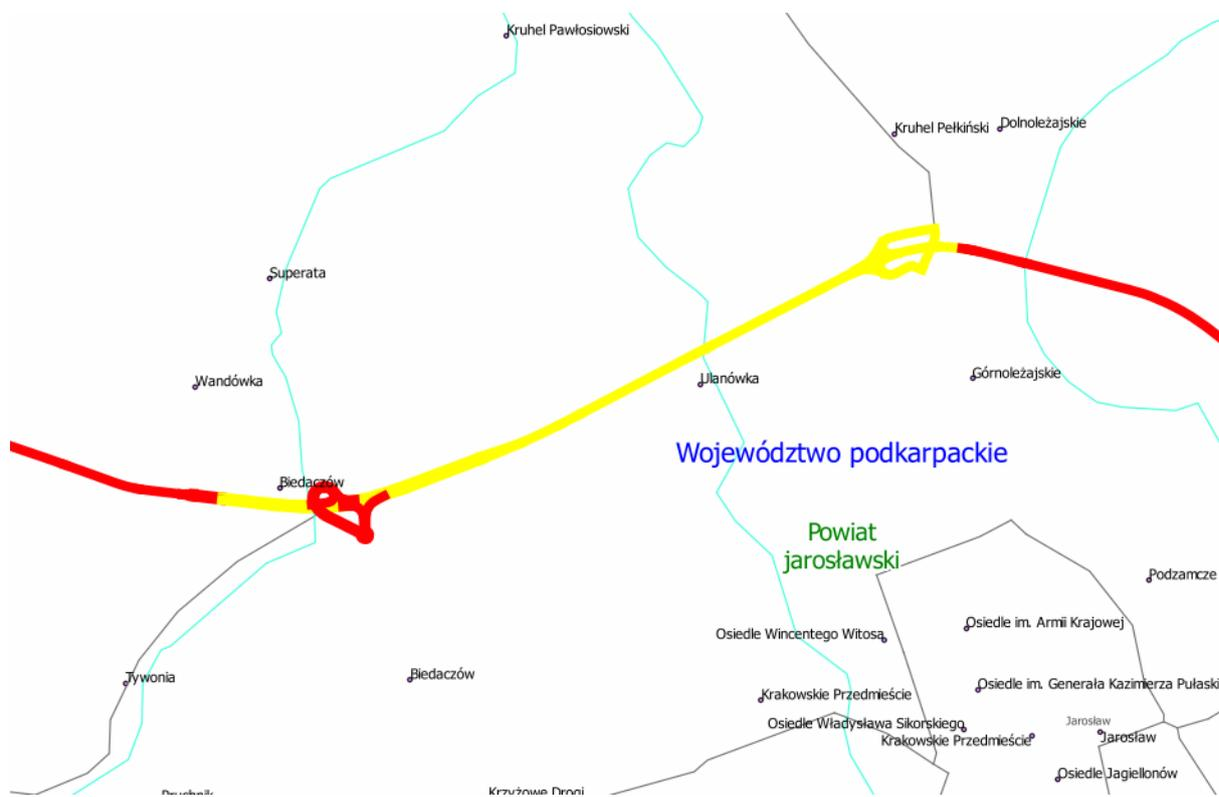 Kruhel Pawłosiowski
Kruhel Pełkiński
Dolnoleżajskie
Superata
Wandówka
Ulanówka
Górnoleżajskie
Województwo podkarpackie
Biedaczów
Powiat
jarosławski
Podzamcze
Osiedle Wincentego Witosa
Osiedle im. Armii Krajowej
Tywonia
Biedaczów
Krakowskie Przedmieście
Osiedle im. Generała Kazimierza Pułaski
Osiedle Władysława Sikorskiego
Jarosław
Krakowskie Przedmieście
Jarosław
Osiedle Jagiellonów
Pruchnik
Krzyżowe Drogi